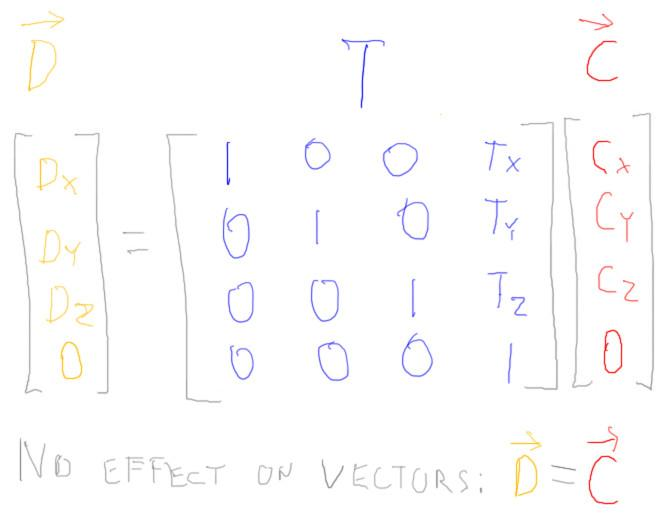 D T C
Dx 1 0 0 Tx Cx
Dy = 0 1 0 Ty Cy
Dz 0 0 1 Tz Cz
0 0 0 0 1 0
NO EFFECT ON VECTORS: D = C